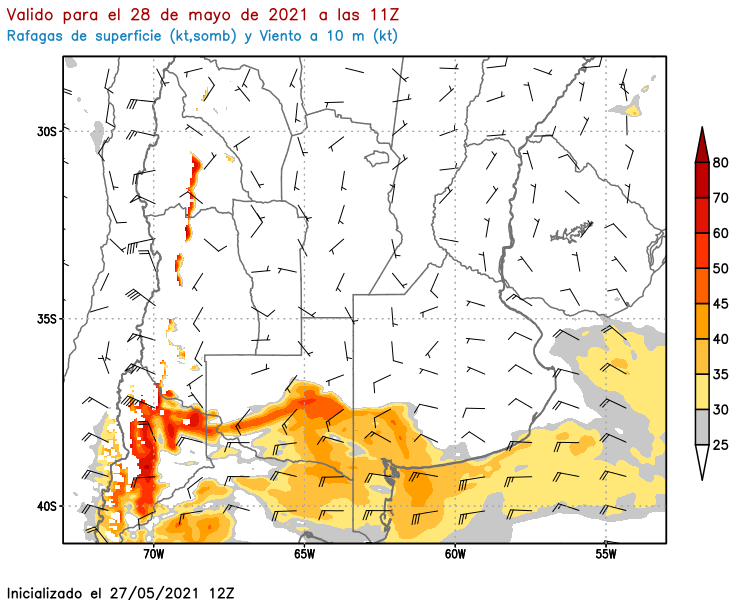 Valido para el 28 de mayo de 2021 a las 11Z
Rafagas de superficie (kt,somb) y Viento a 10 m (kt)
30S
35S
40S
70W
65W
60W
55W
80
70
60
50
45
40
35
30
25
Inicializado el 27/05/2021 12Z